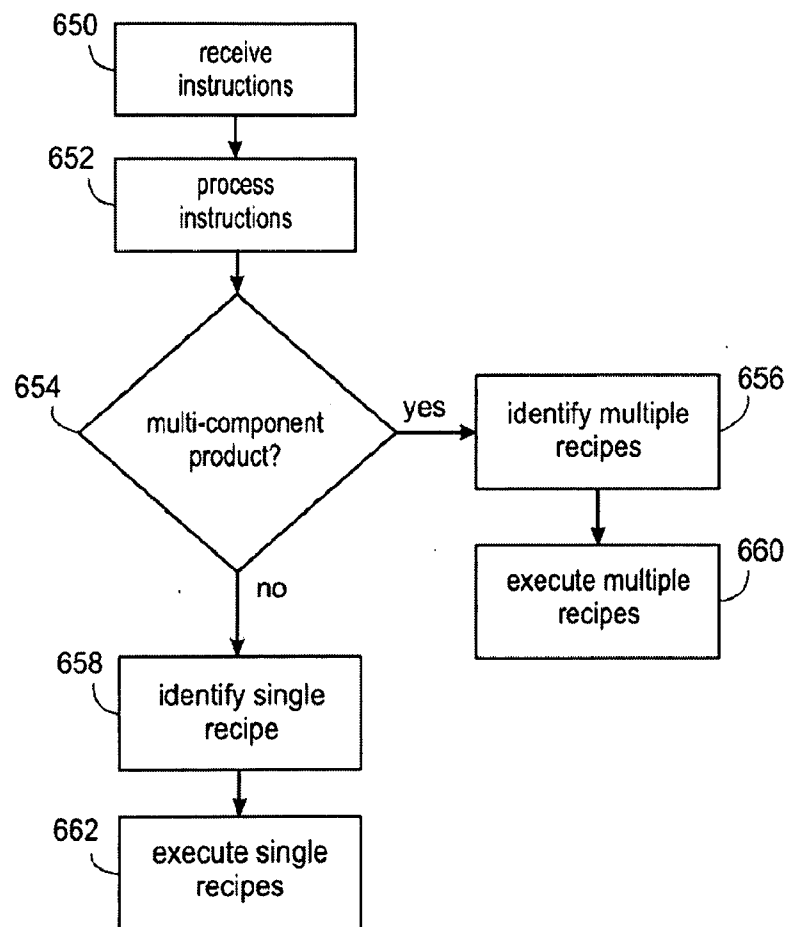 650
receive
instructions
652
process
instructions
654
multi-component
product?
yes
656
identify multiple
recipes
660
execute multiple
recipes
no
658
identify single
recipe
662
execute single
recipes